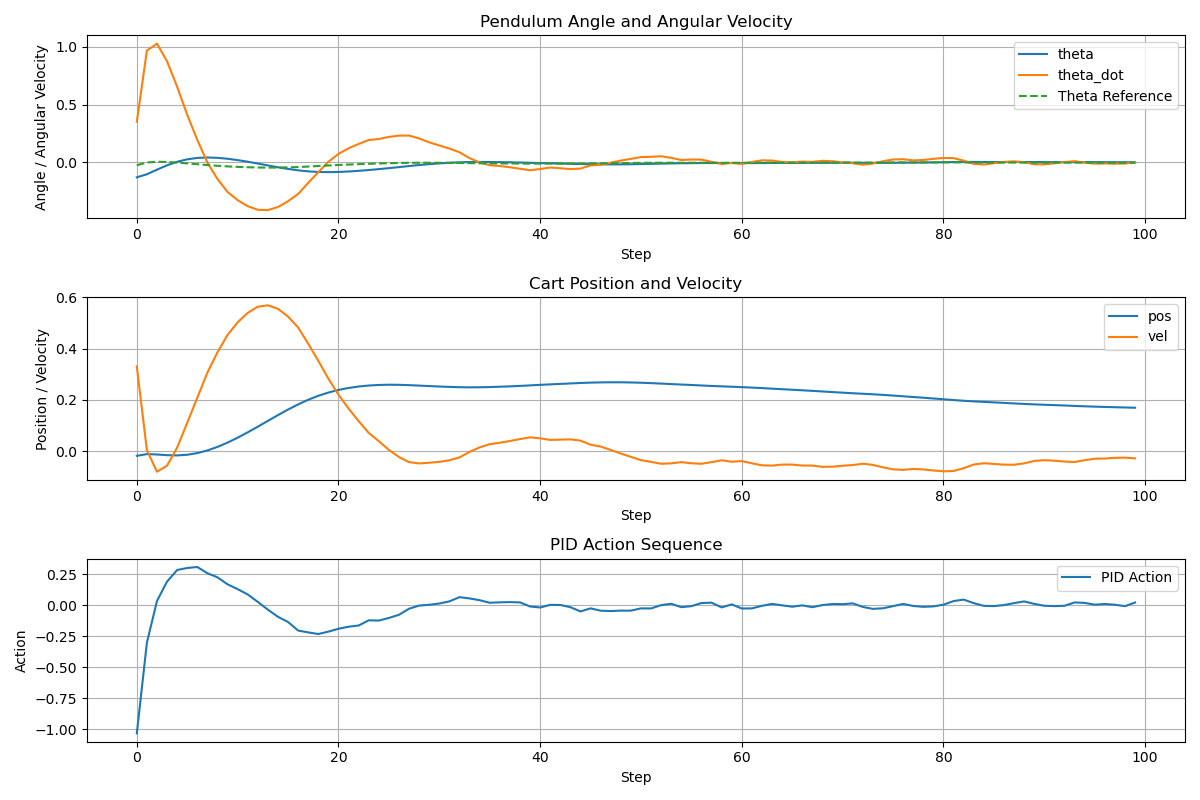 Pendulum Angle and Angular Velocity
Angle / Angular Velocity
1.0
0.5
0.0
theta
theta_dot
Theta Reference
0 20 40 60 80 100
Step
Cart Position and Velocity
Position / Velocity
0.6
0.4
0.2
0.0
pos
vel
0 20 40 60 80 100
Step
PID Action Sequence
Action
0.25
0.00
−0.25
−0.50
−0.75
−1.00
PID Action
0 20 40 60 80 100
Step